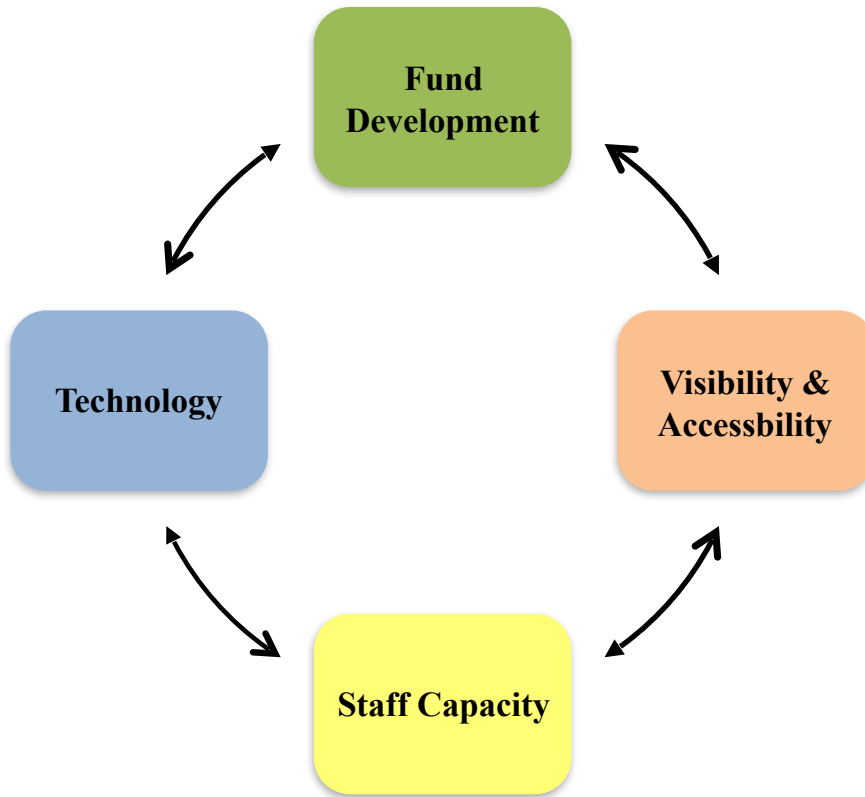 Fund
Development
Technology
Visibility &
Accessbility
Staff Capacity